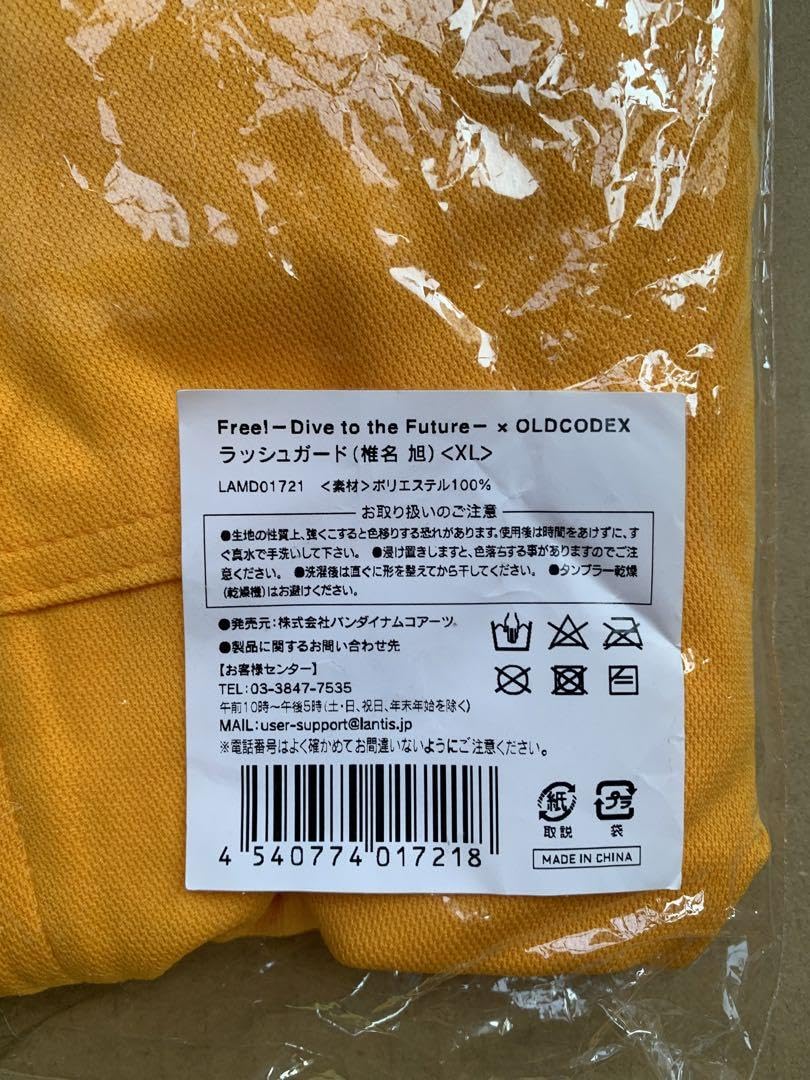 Free!－Dive to the Future－ × OLDCODEX
ラッシュガード(椎名 旭)<XL>
LAMD01721 <素材>ポリエステル100%
お取り扱いのご注意
●生地の性質上、強くこすると色移りする恐れがあります。使用後は時間をあけずに、す
ぐ真水で手洗いして下さい。 ●浸け置きしますと、色落ちする事がありますのでご注
意ください。 ●洗濯後は直ぐに形を整えてから干してください。 ●タンブラー乾燥
(乾燥機)はお避けください。
●発売元:株式会社バンダイナムコアーツ
●製品に関するお問い合わせ先
【お客様センター】
TEL:03-3847-7535
午前10時～午後5時(土・日、祝日、年末年始を除く)
MAIL:user-support@lantis.jp
※電話番号はよく確かめてお間違いないようにご注意ください。
4 540774 017218
紙
取説
プラ
袋
MADE IN CHINA